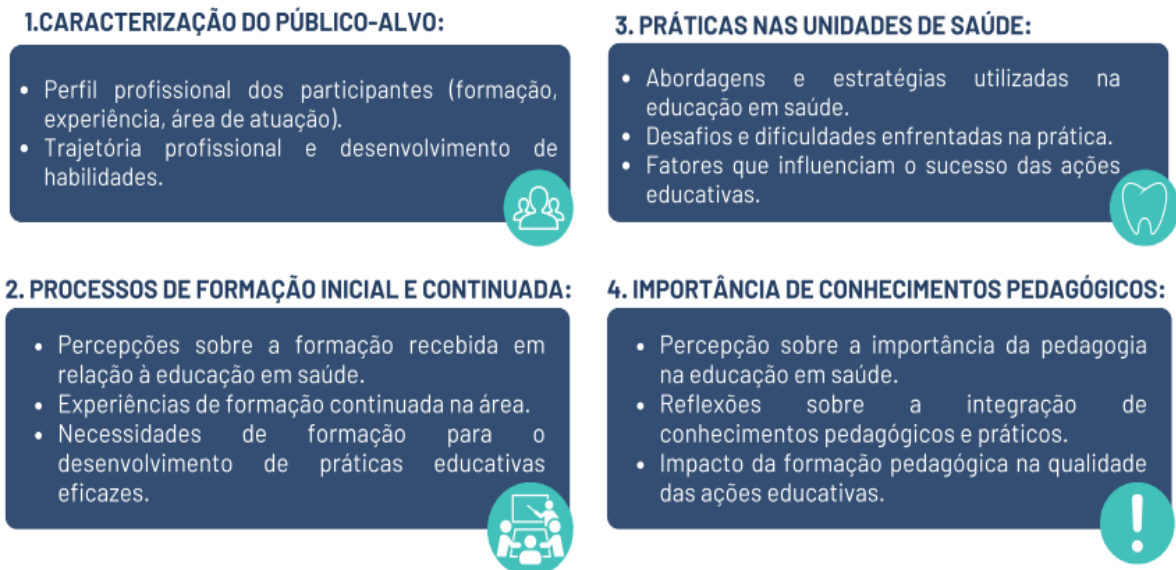 1.CARACTERIZAÇÃO DO PÚBLICO-ALVO:
• Perfil profissional dos participantes (formação,
experiência, área de atuação).
• Trajetória profissional e desenvolvimento de
habilidades.
2. PROCESSOS DE FORMAÇÃO INICIAL E CONTINUADA:
• Percepções sobre a formação recebida em
relação à educação em saúde.
• Experiências de formação continuada na área.
• Necessidades de formação para o
desenvolvimento de práticas educativas
eficazes.
3. PRÁTICAS NAS UNIDADES DE SAÚDE:
• Abordagens e estratégias utilizadas na
educação em saúde.
• Desafios e dificuldades enfrentadas na prática.
• Fatores que influenciam o sucesso das ações
educativas.
4. IMPORTÂNCIA DE CONHECIMENTOS PEDAGÓGICOS:
• Percepção sobre a importância da pedagogia
na educação em saúde.
• Reflexões sobre a integração de
conhecimentos pedagógicos e práticos.
• Impacto da formação pedagógica na qualidade
das ações educativas.